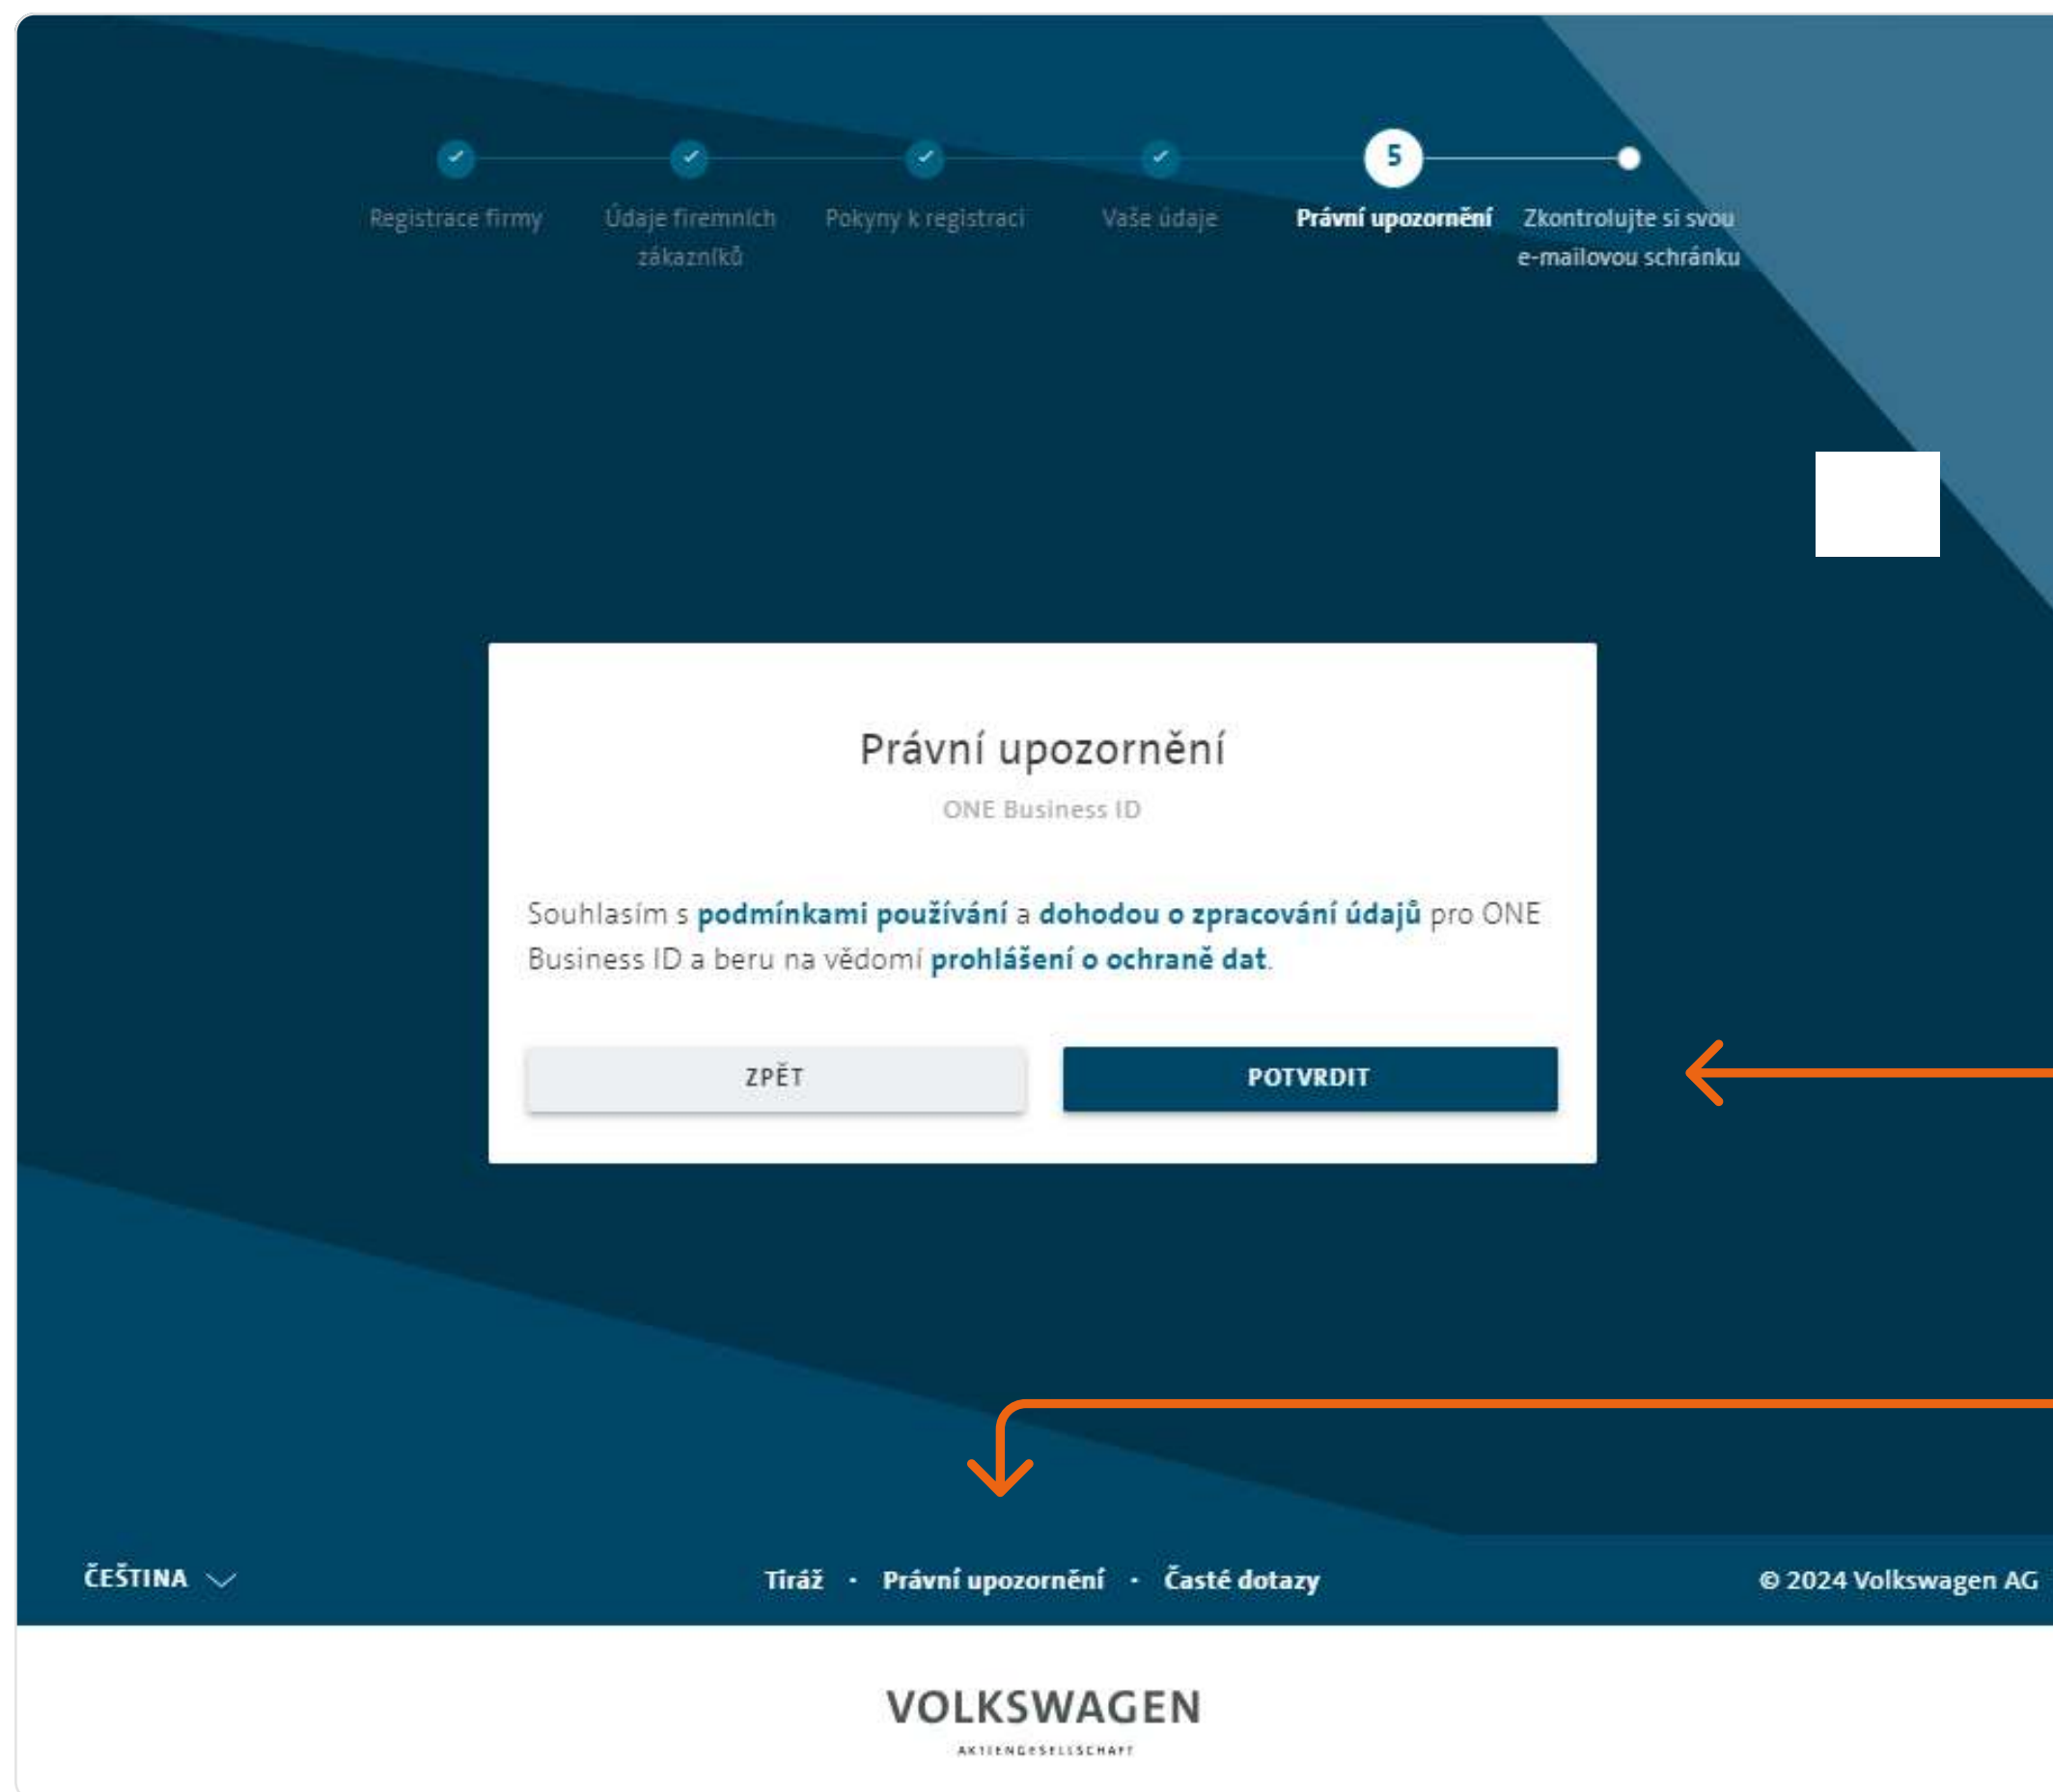 5
Registrace firmy
Údaje firemních
zákazníků
Pokyny k registraci
Vaše údaje
Právní upozornění
Zkontrolujte si svou
e-mailovou schránku
Právní upozornění
ONE Business ID
Souhlasím s podmínkami používání a dohodou o zpracování údajů pro ONE
Business ID a beru na vědomí prohlášení o ochraně dat.
ZPĚT
POTVRDIT
ČEŠTINA
Tiráž · Právní upozornění · Časté dotazy
© 2024 Volkswagen AG
VOLKSWAGEN
AKTIENGESELLSCHAFT